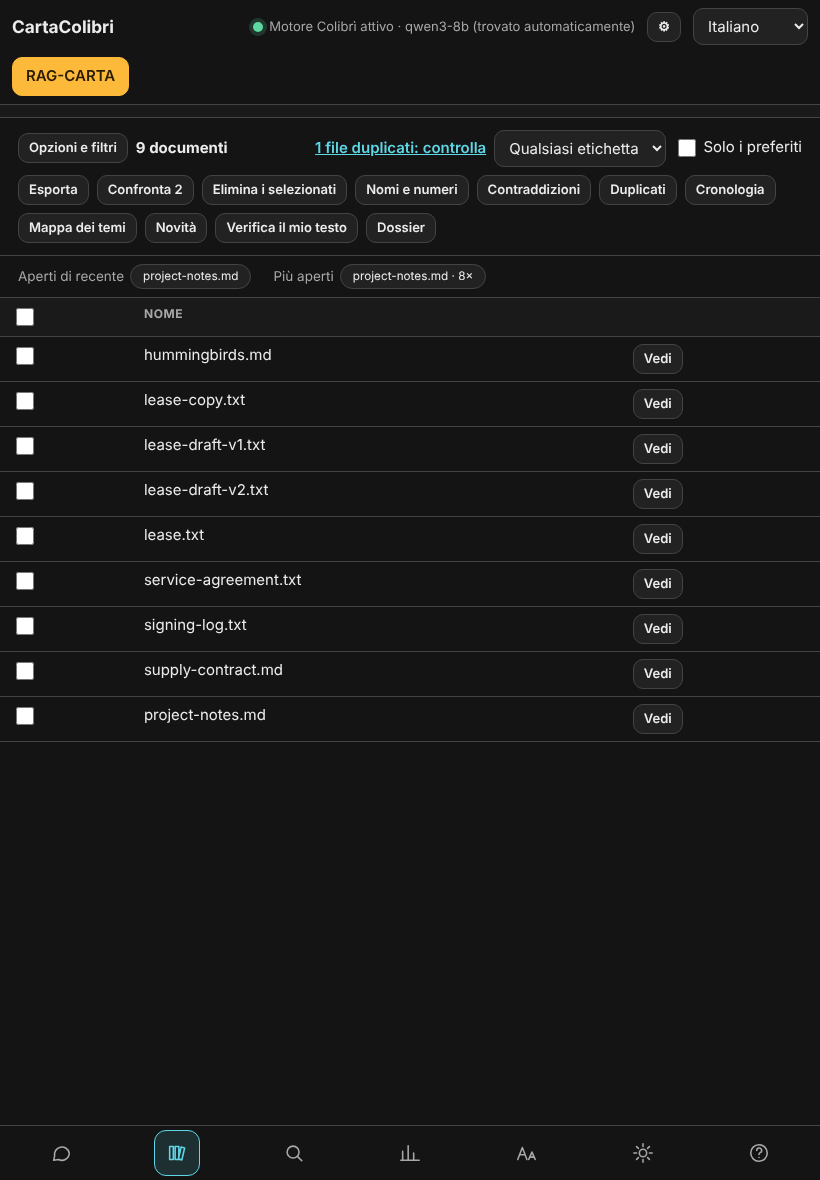 CartaColibri
Motore Colibrì attivo · qwen3-8b (trovato automaticamente)
Italiano
RAG-CARTA
Opzioni e filtri
9 documenti
1 file duplicati: controlla
Qualsiasi etichetta
Solo i preferiti
Esporta
Confronta 2
Elimina i selezionati
Nomi e numeri
Contraddizioni
Duplicati
Cronologia
Mappa dei temi
Novità
Verifica il mio testo
Dossier
Aperti di recente
project-notes.md
Più aperti
project-notes.md · 8×
NOME
hummingbirds.md
Vedi
lease-copy.txt
Vedi
lease-draft-v1.txt
Vedi
lease-draft-v2.txt
Vedi
lease.txt
Vedi
service-agreement.txt
Vedi
signing-log.txt
Vedi
supply-contract.md
Vedi
project-notes.md
Vedi